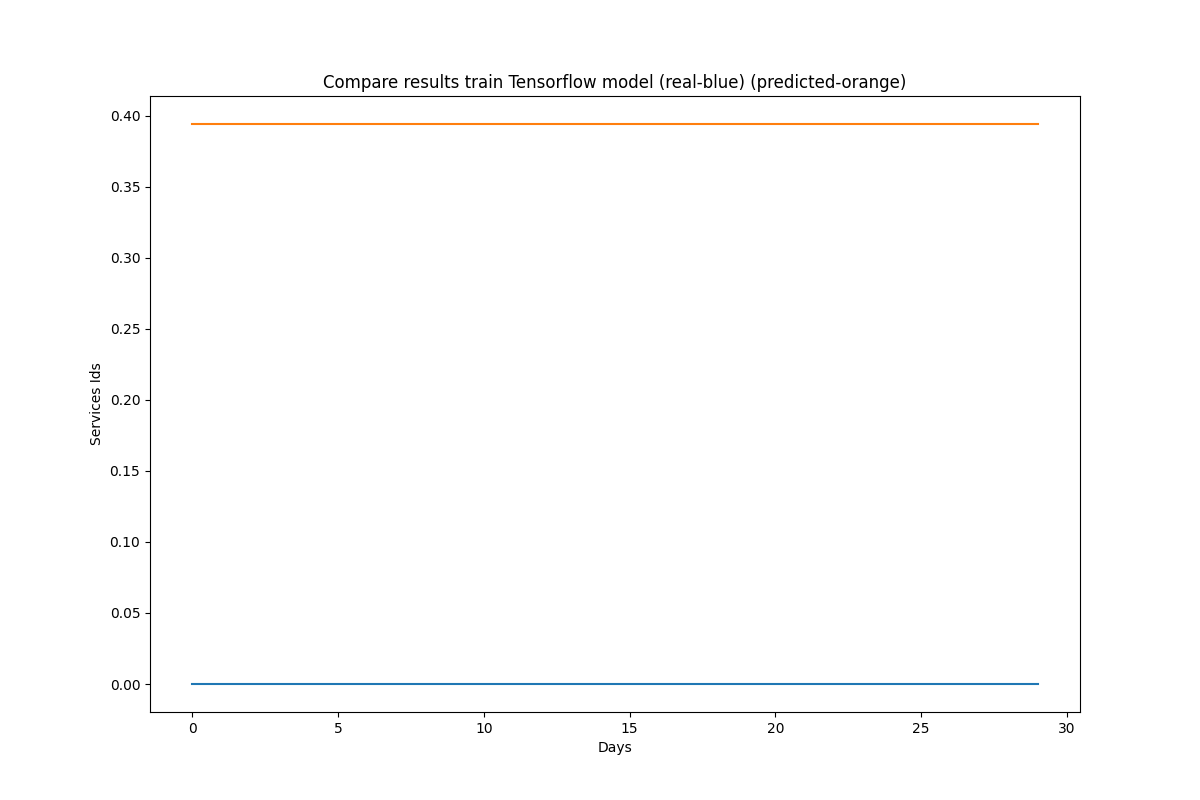 Compare results train Tensorflow model (real-blue) (predicted-orange)
0.40
0.35
0.30
0.25
0.20
0.15
0.10
0.05
0.00
Services Ids
0 5 10 15 20 25 30
Days